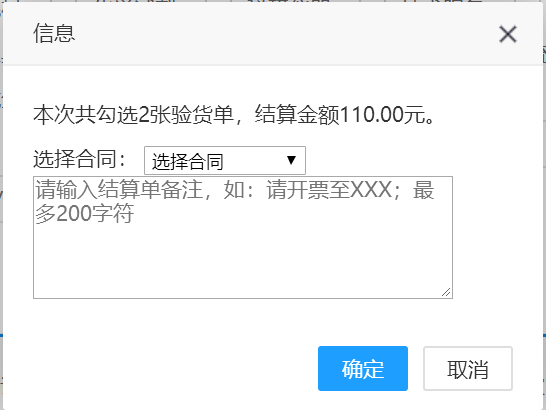 信息
本次共勾选2张验货单，结算金额110.00元。
选择合同： 选择合同
请输入结算单备注，如：请开票至XXX；最
多200字符
确定 取消